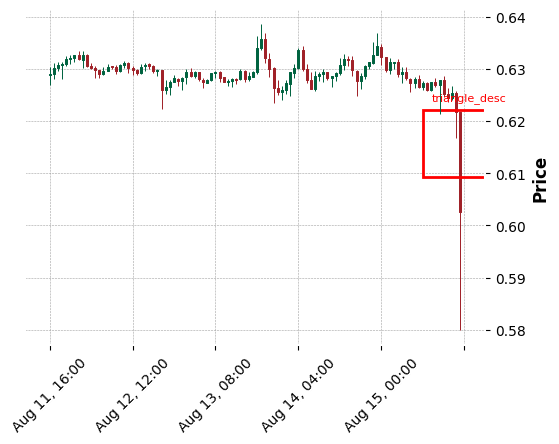 0.64
0.63
triangle_desc
0.62
0.61
0.60
0.59
0.58
Price
Aug 11, 16:00
Aug 12, 12:00
Aug 13, 08:00
Aug 14, 04:00
Aug 15, 00:00